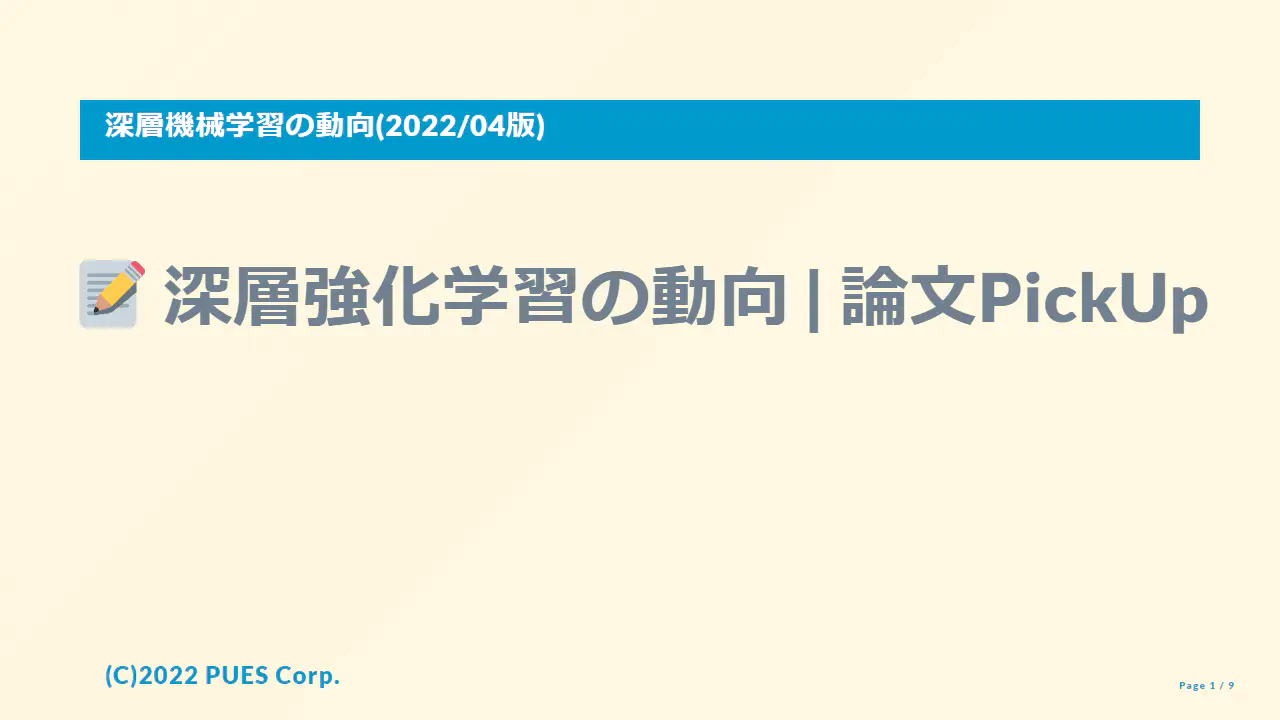 深層機械学習の動向(2022/04版)
深層強化学習の動向 | 論文PickUp
(C)2022 PUES Corp.
Page 1 / 9